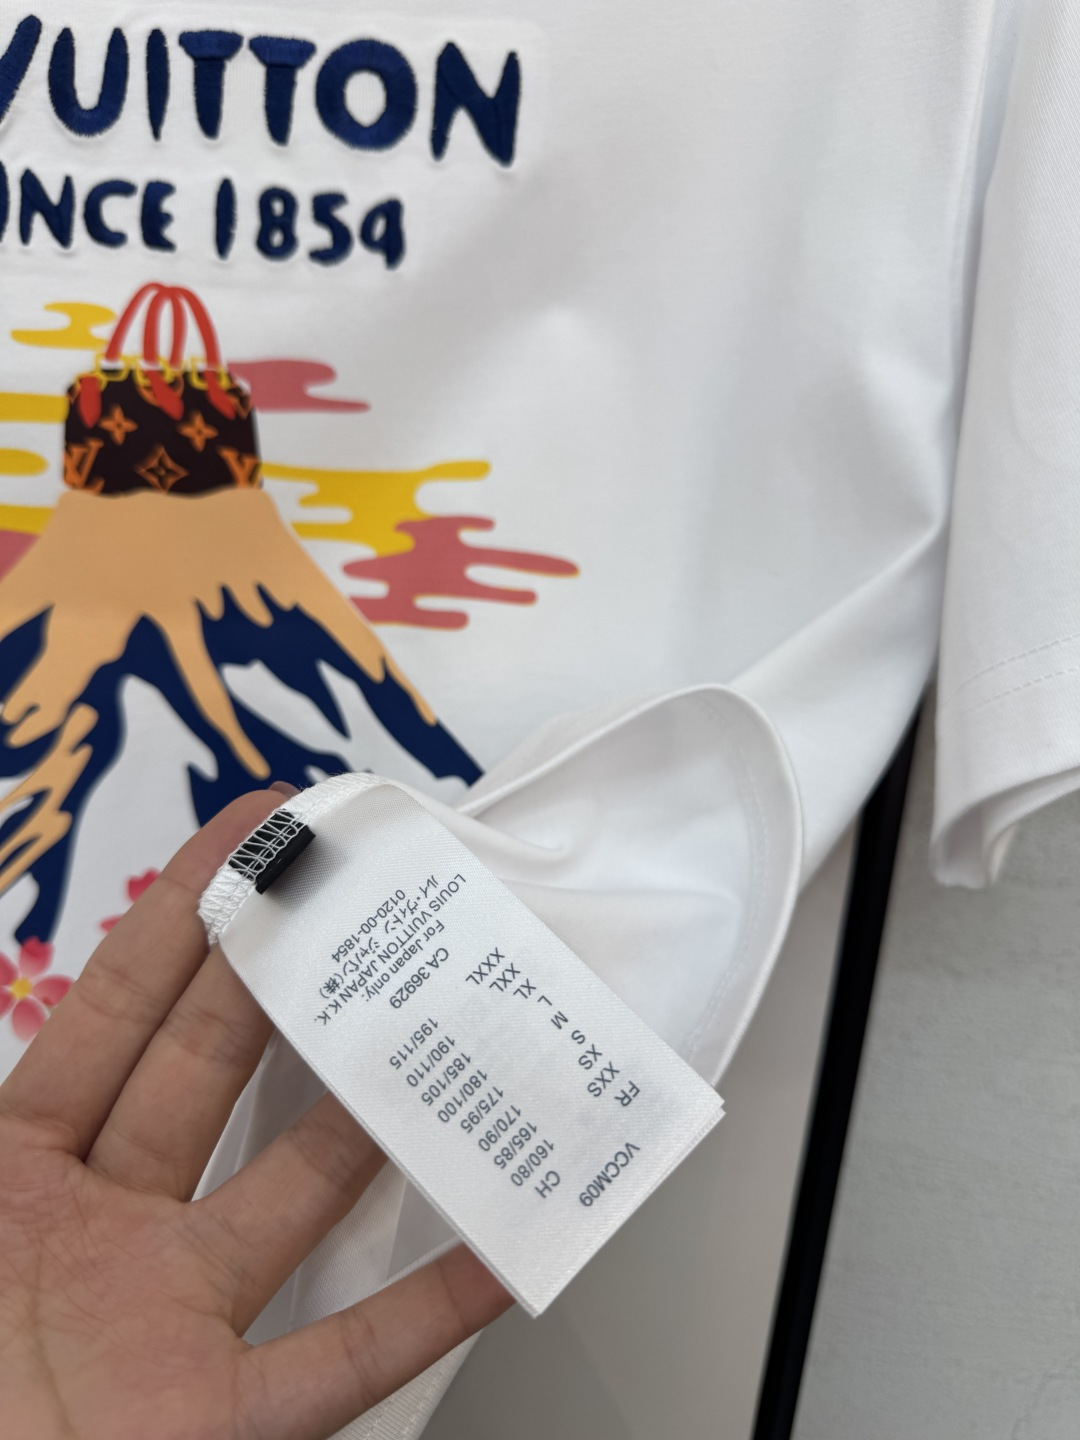 VUITTON
INCE 1854
VCCM09
FR CH
XXS 160/80
XS 165/85
S 170/90
M 175/95
L 180/100
XL 185/105
XXL 190/110
XXXL 195/115
CA 36929
For Japan only:
LOUIS VUITTON JAPAN K.K.
ルイ・ヴィトン ジャパン(株)
0120-00-1854